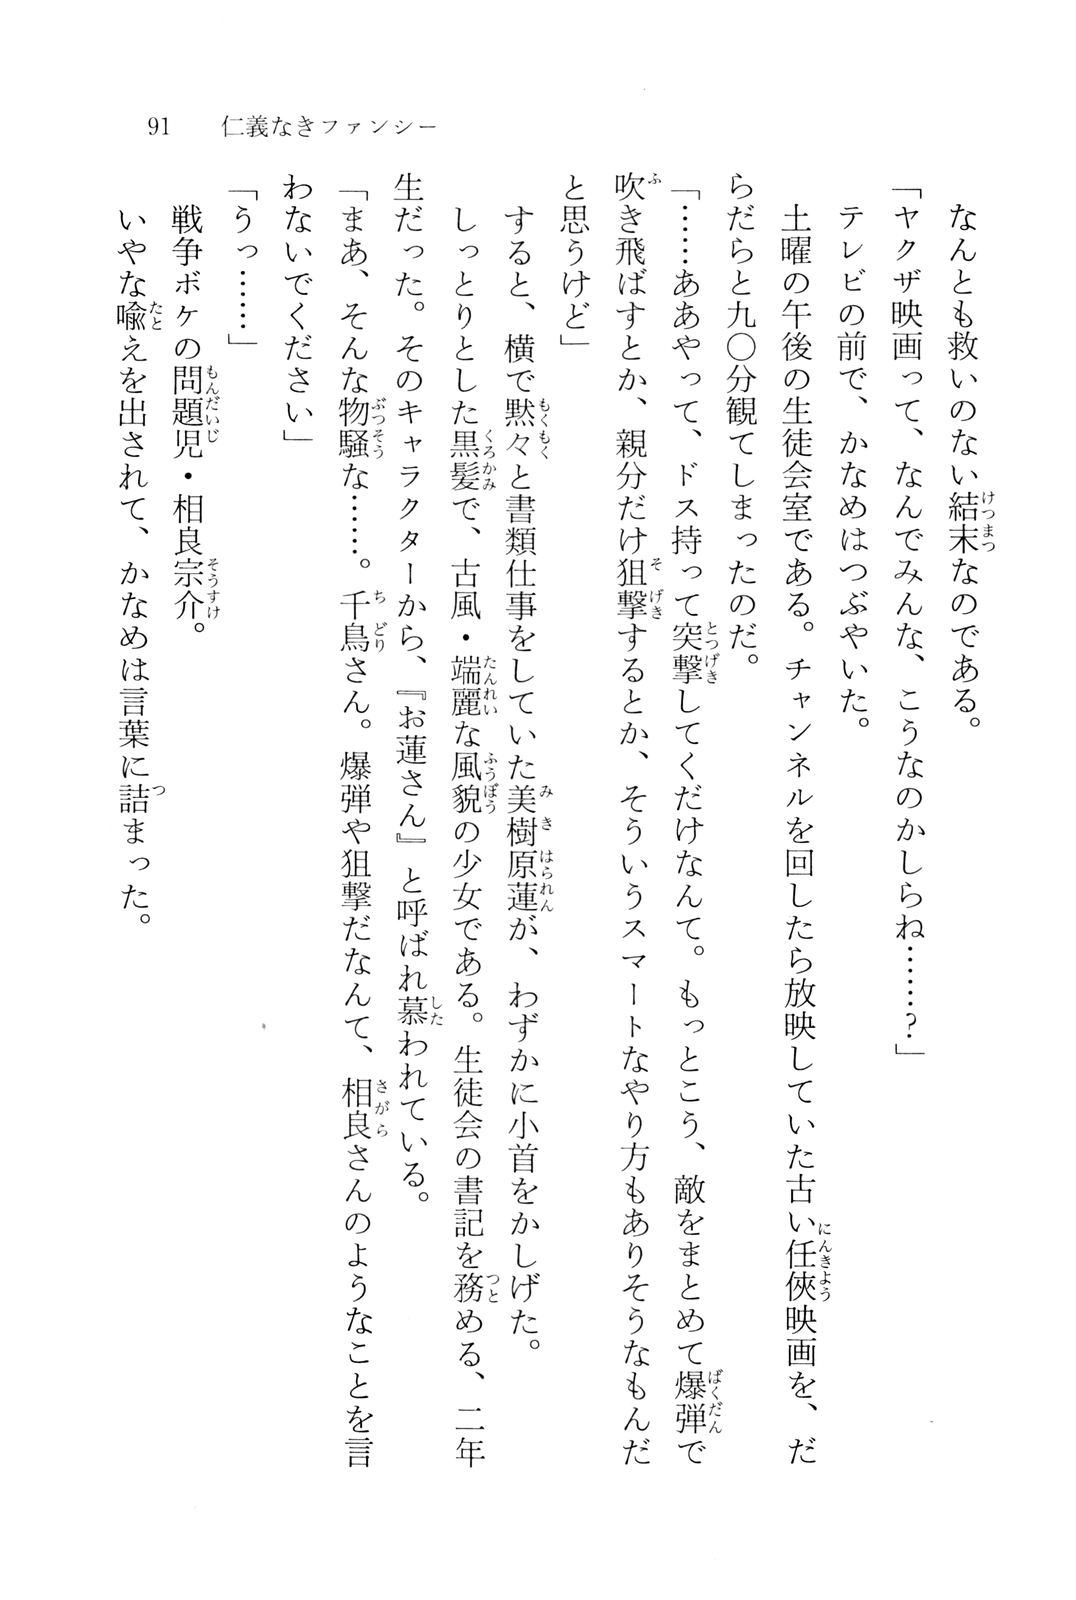 91 仁義なきファンシー
なんとも救いのない結末なのである。
「ヤクザ映画って、なんでみんな、こうなのかしらね……?」
テレビの前で、かなめはつぶやいた。
土曜の午後の生徒会室である。チャンネルを回したら放映していた古い任俠映画を、だ
らだらと九〇分観てしまったのだ。
「……ああやって、ドス持って突撃してくだけなんて。もっとこう、敵をまとめて爆弾で
吹き飛ばすとか、親分だけ狙撃するとか、そういうスマートなやり方もありそうなもんだ
と思うけど」
すると、横で黙々と書類仕事をしていた美樹原蓮が、わずかに小首をかしげた。
しっとりとした黒髪で、古風・端麗な風貌の少女である。生徒会の書記を務める、二年
生だった。そのキャラクターから、『お蓮さん』と呼ばれ慕われている。
「まあ、そんな物騒な……。千鳥さん。爆弾や狙撃だなんて、相良さんのようなことを言
わないでください」
「うっ……」
戦争ボケの問題児・相良宗介。
いやな喩えを出されて、かなめは言葉に詰まった。